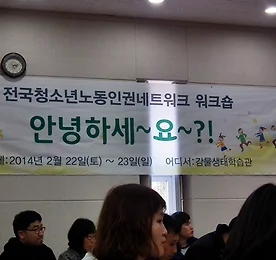 전국청소년노동인권네트워크 워크숍
안녕하세~요~?!
제:2014년 2월 22일(토) ~ 23일(일) 어디서:감물생태학습관